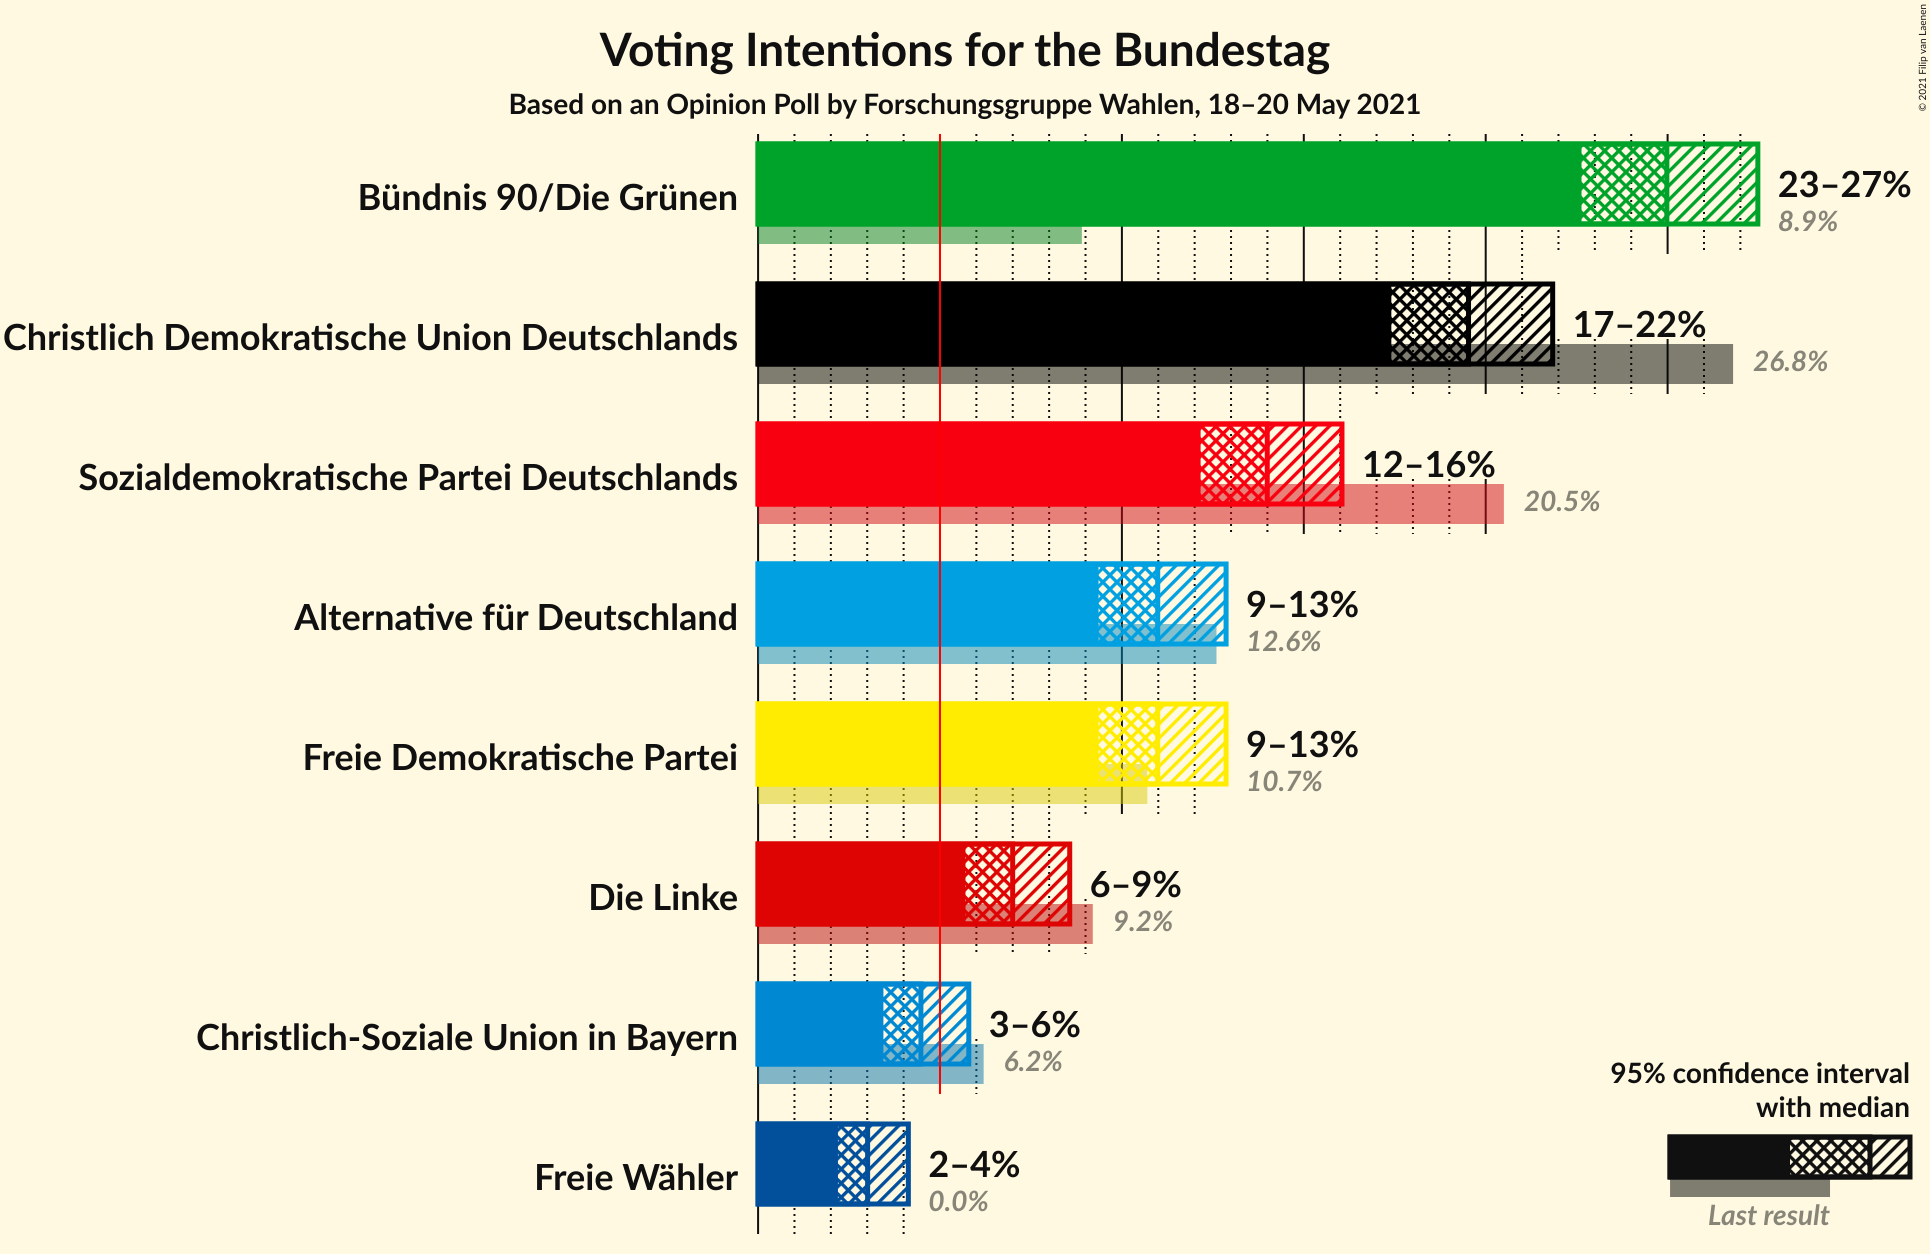 Voting Intentions for the Bundestag
Based on an Opinion Poll by Forschungsgruppe Wahlen, 18–20 May 2021
© 2021 Filip van Laenen
Bündnis 90/Die Grünen
23–27%
8.9%
Christlich Demokratische Union Deutschlands
17–22%
26.8%
Sozialdemokratische Partei Deutschlands
12–16%
20.5%
Alternative für Deutschland
9–13%
12.6%
Freie Demokratische Partei
9–13%
10.7%
Die Linke
6–9%
9.2%
Christlich-Soziale Union in Bayern
3–6%
6.2%
Freie Wähler
2–4%
0.0%
95% confidence interval
with median
Last result